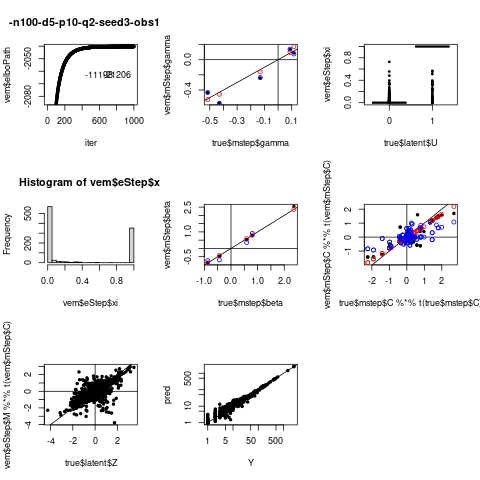 -n100-d5-p10-q2-seed3-obs1
vem$elboPath
-2050
-2080
0 200 600 1000
iter
vem$mStep$gamma
0.0
-0.4
-0.5 -0.3 -0.1 0.1
true$mstep$gamma
vem$eStep$xi
0.8
0.4
0.0
0 1
true$latent$U
Histogram of vem$eStep$x
Frequency
500
200
0
0.0 0.4 0.8
vem$eStep$xi
vem$mStep$beta
2.5
1.5
0.5
-0.5
-1.0 0.0 1.0 2.0
true$mstep$beta
vem$mStep$C %*% t(vem$mStep$C)
2
1
0
-1
-2 -1 0 1 2
true$mstep$C %*% t(true$mstep$C)
vem$eStep$M %*% t(vem$mStep$C)
2
0
-2
-4
-4 -2 0 2
true$latent$Z
pred
500
50
10
1
1 5 50 500
Y